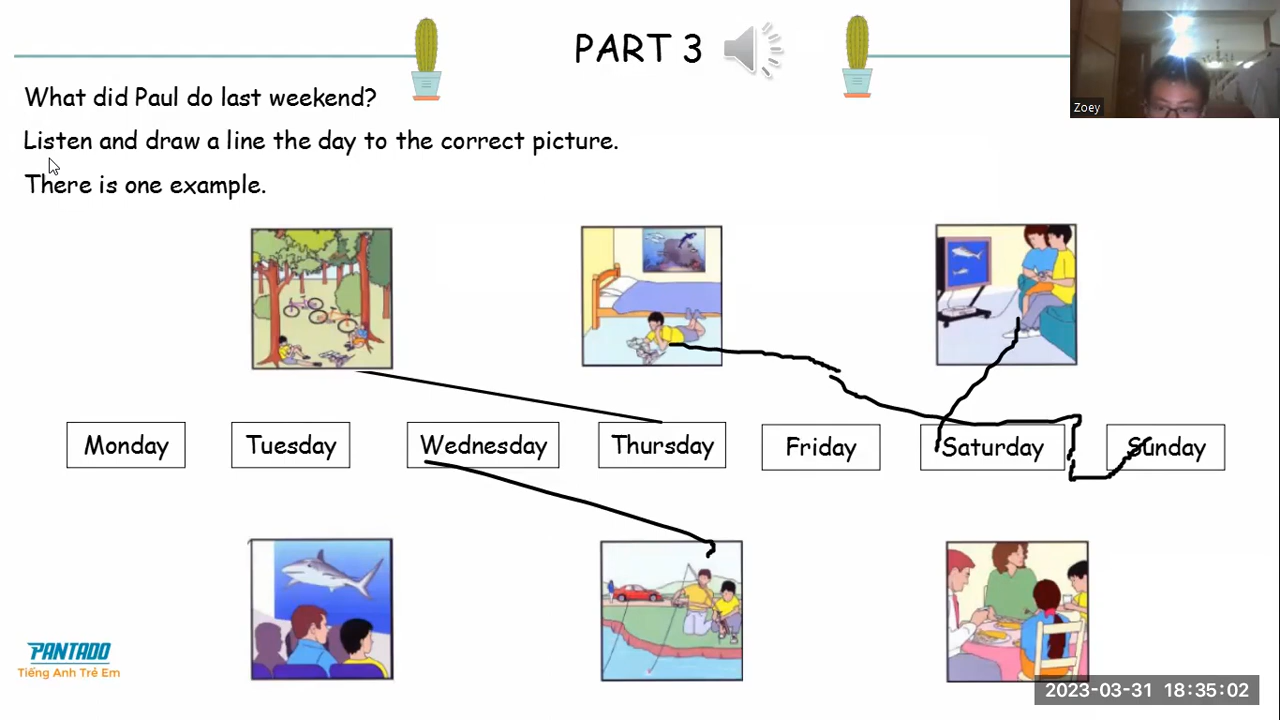 PART 3
Zoey
What did Paul do last weekend?
Listen and draw a line the day to the correct picture.
There is one example.
Monday
Tuesday
Wednesday
Thursday
Friday
Saturday
Sunday
PANTADO
Tiếng Anh Trẻ Em
2023-03-31 18:35:02